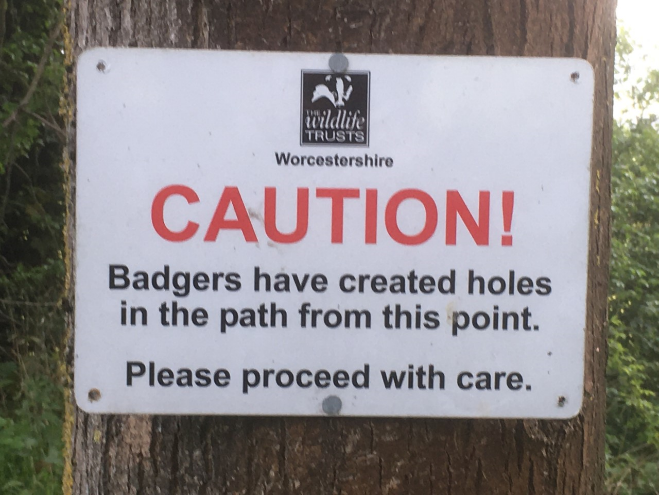 THE
wildlife
TRUSTS
Worcestershire
CAUTION!
Badgers have created holes
in the path from this point.
Please proceed with care.